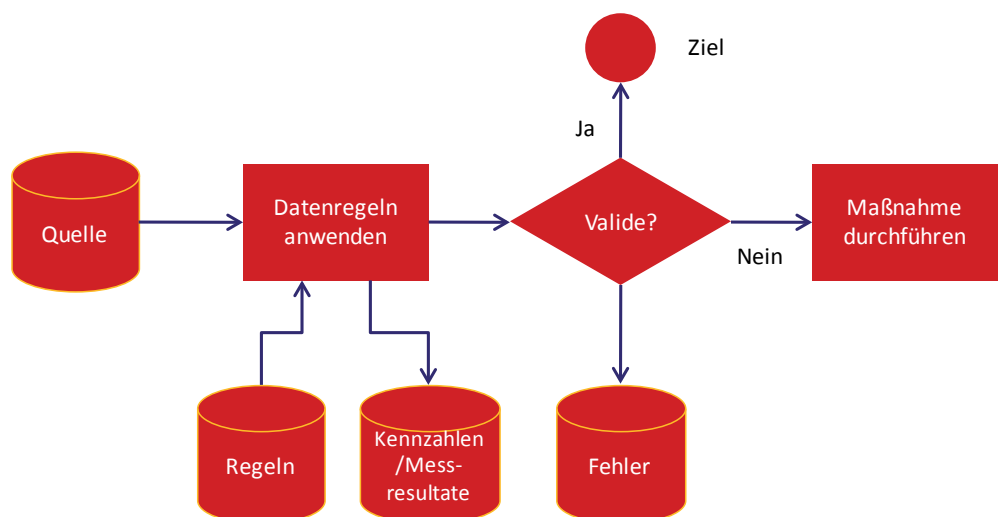 Ziel
Ja
Quelle
Datenregeln
anwenden
Valide?
Maßnahme
durchführen
Nein
Regeln
Kennzahlen
/Mess-
resultate
Fehler